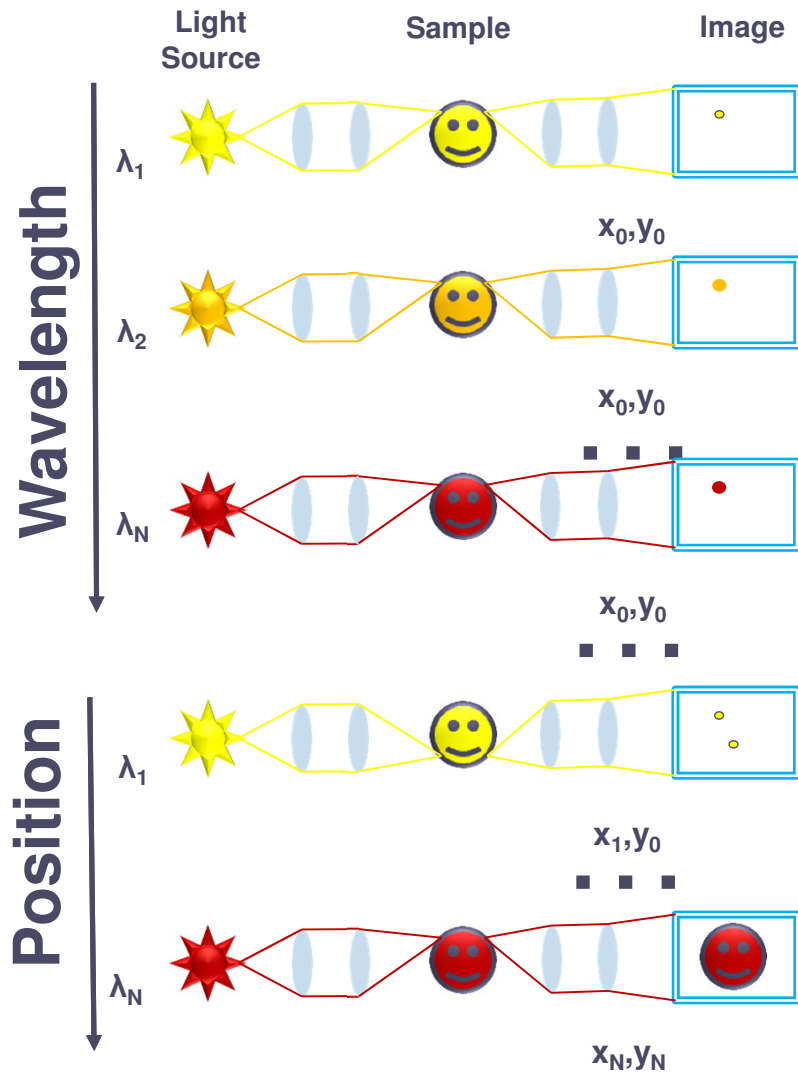 Light
Source
Sample
Image
Wavelength
λ₁
x₀,y₀
λ₂
x₀,y₀
λN
x₀,y₀
Position
λ₁
x₁,y₀
λN
xN,yN